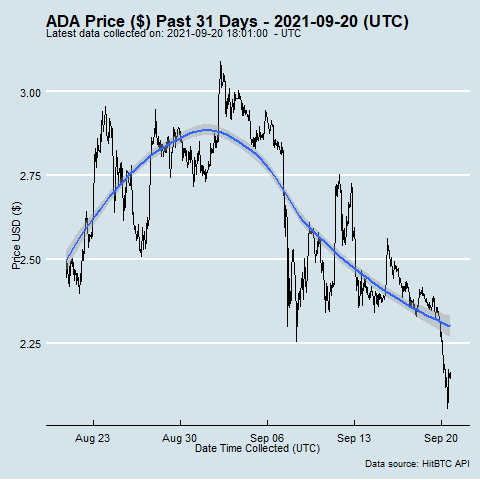 ADA Price ($) Past 31 Days - 2021-09-20 (UTC)
Latest data collected on: 2021-09-20 18:01:00 - UTC
Price USD ($)
3.00
2.75
2.50
2.25
Aug 23 Aug 30 Sep 06 Sep 13 Sep 20
Date Time Collected (UTC)
Data source: HitBTC API